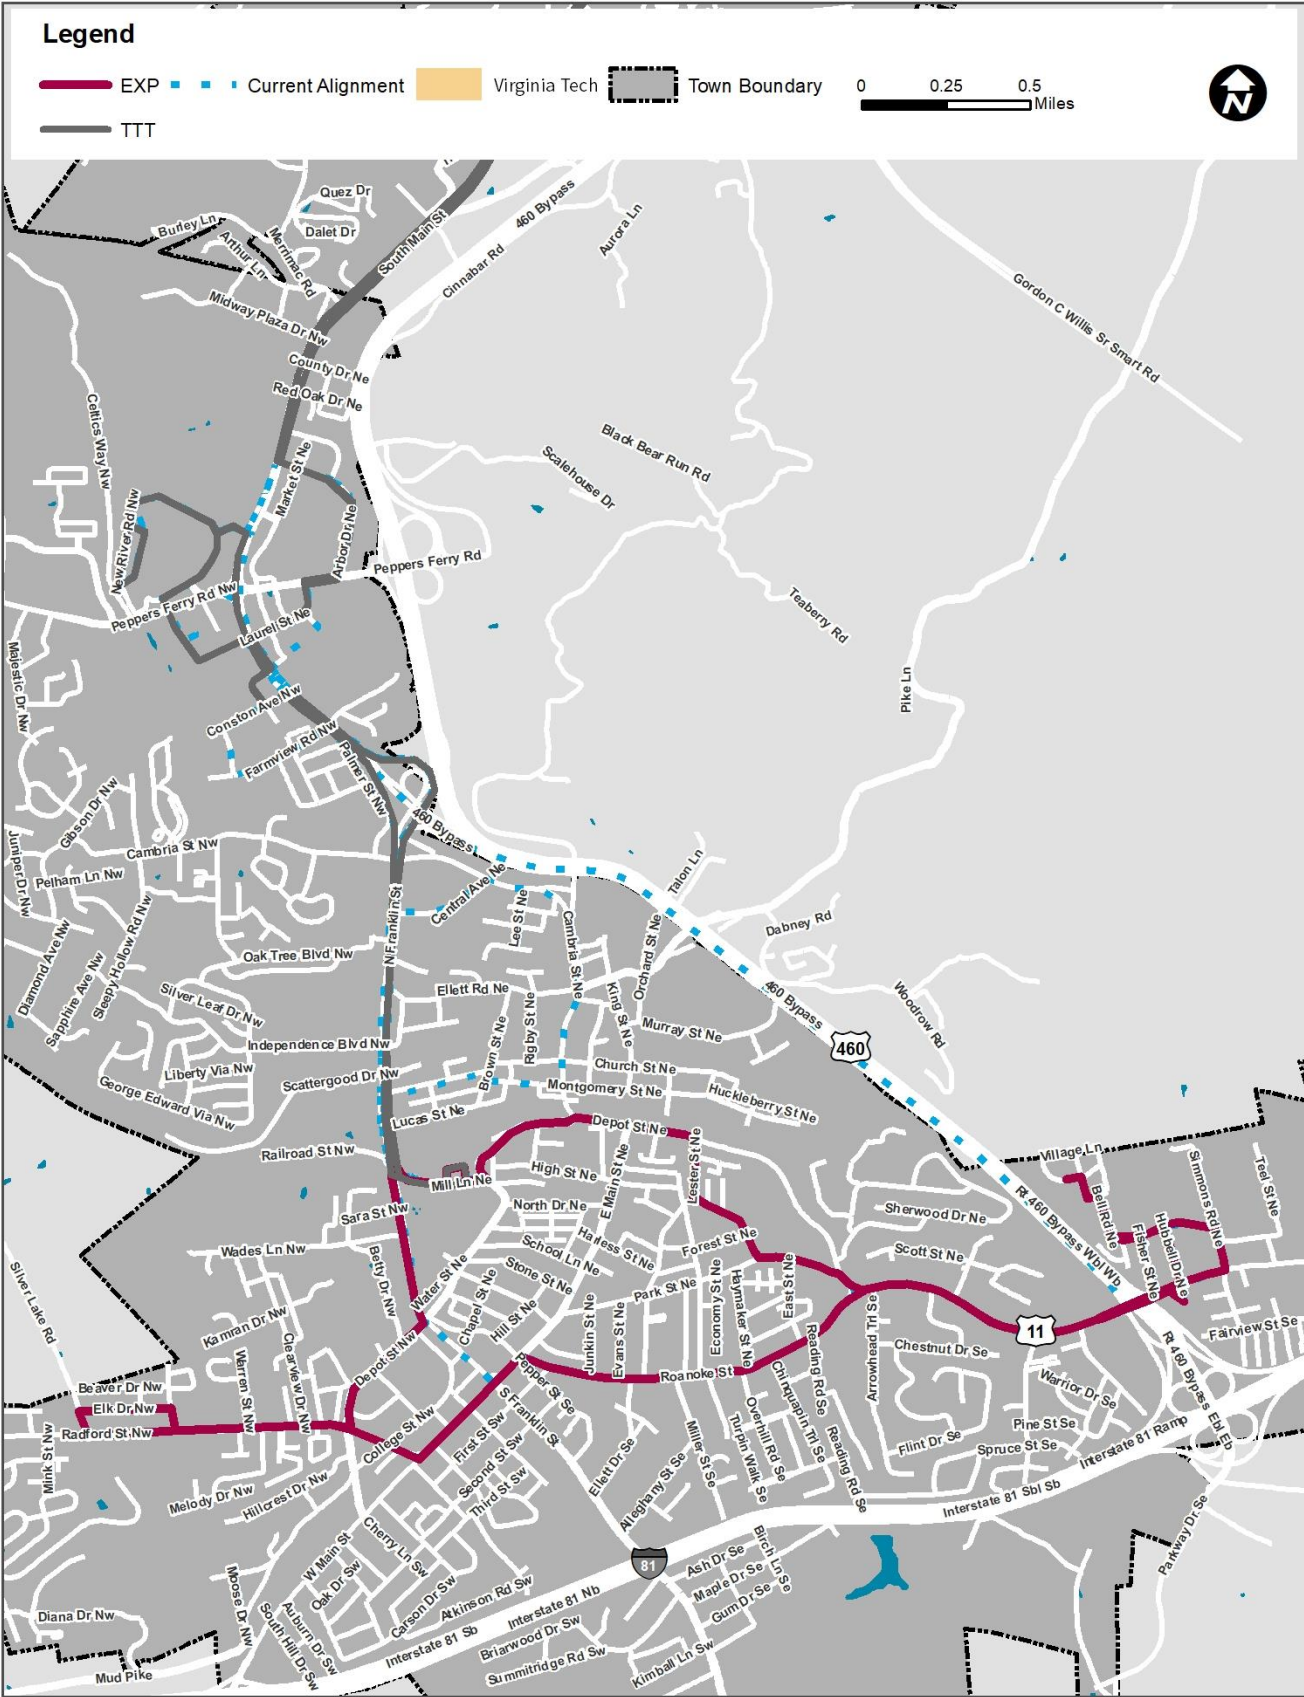 Legend
EXP
Current Alignment
Virginia Tech
Town Boundary
0 0.25 0.5
Miles
TTT
N
Quez Dr
Burley Ln
Dalet Dr
Arthur Ln
Merrimac Rd
South Main St
460 Bypass
Aurora Ln
Cinnabar Rd
Midway Plaza Dr Nw
Gordon C Willis Sr Smart Rd
County Dr Ne
Red Oak Dr Ne
Celtics Way Nw
Market St Ne
Black Bear Run Rd
Scalehouse Dr
New River Rd Nw
Arbor Dr Ne
Peppers Ferry Rd
Peppers Ferry Rd Nw
Teaberry Rd
Laurel St Ne
Majestic Dr Nw
Pike Ln
Conston Ave Nw
Farmview Rd Nw
Palmer St Nw
Gibson Dr Nw
460 Bypass
Juniper Dr Nw
Cambria St Nw
Pelham Ln Nw
Central Ave Ne
Talon Ln
Lee St Ne
Cambria St Ne
N Franklin St
Orchard St Ne
Dabney Rd
Diamond Ave Nw
Sapphire Ave Nw
Sleepy Hollow Rd Nw
Oak Tree Blvd Nw
Ellett Rd Ne
King St Ne
460 Bypass
Woodrow Rd
Silver Leaf Dr Nw
Brown St Ne
Rigby St Ne
Murray St Ne
460
Independence Blvd Nw
Liberty Via Nw
Scattergood Dr Nw
Church St Ne
Montgomery St Ne
Huckleberry St Ne
George Edward Via Nw
Lucas St Ne
Depot St Ne
Railroad St Nw
Lester St Ne
Village Ln
Mill Ln Ne
High St Ne
E Main St Ne
Simmons Rd Ne
Teel St Ne
Bell Rd Ne
Rt 460 Bypass Wbl Wb
Sara St Nw
North Dr Ne
Sherwood Dr Ne
Fisher St Ne
Hubbell Dr Ne
Wades Ln Nw
Betty Dr Nw
School Ln Ne
Harless St Ne
Forest St Ne
Scott St Ne
Silver Lake Rd
Water St Ne
Stone St Ne
Park St Ne
Economy St Ne
Haymaker St Ne
East St Ne
Chapel St Ne
Hill St Ne
Kamran Dr Nw
Clearview Dr Nw
Warren St Nw
Depot St Nw
Junkin St Ne
Evans St Ne
Reading Rd Se
Arrowhead Trl Se
11
Fairview St Se
Chestnut Dr Se
Rt 460 Bypass Ebl Eb
Pepper St Se
Roanoke St
Chinquapin Trl Se
Warrior Dr Se
Beaver Dr Nw
Elk Dr Nw
Radford St Nw
S Franklin St
College St Nw
First St Sw
Second St Sw
Third St Sw
Overhill Rd Se
Turpin Walk Se
Reading Rd Se
Flint Dr Se
Pine St Se
Spruce St Se
Interstate 81 Ramp
Mink St Nw
Melody Dr Nw
Hillcrest Dr Nw
Ellett Dr Se
Miller St Se
Alleghany St Se
Interstate 81 Sbl Sb
Parkway Dr Se
Cherry Ln Sw
W Main St
Oak Dr Sw
81
Birch Ln Se
Ash Dr Se
Maple Dr Se
Gum Dr Se
Moose Dr Nw
Carson Dr Sw
Atkinson Rd Sw
Interstate 81 Nb
Diana Dr Nw
South Hill Dr Sw
Auburn Dr Sw
Interstate 81 Sb
Briarwood Dr Sw
Summitridge Rd Sw
Kimball Ln Sw
Mud Pike